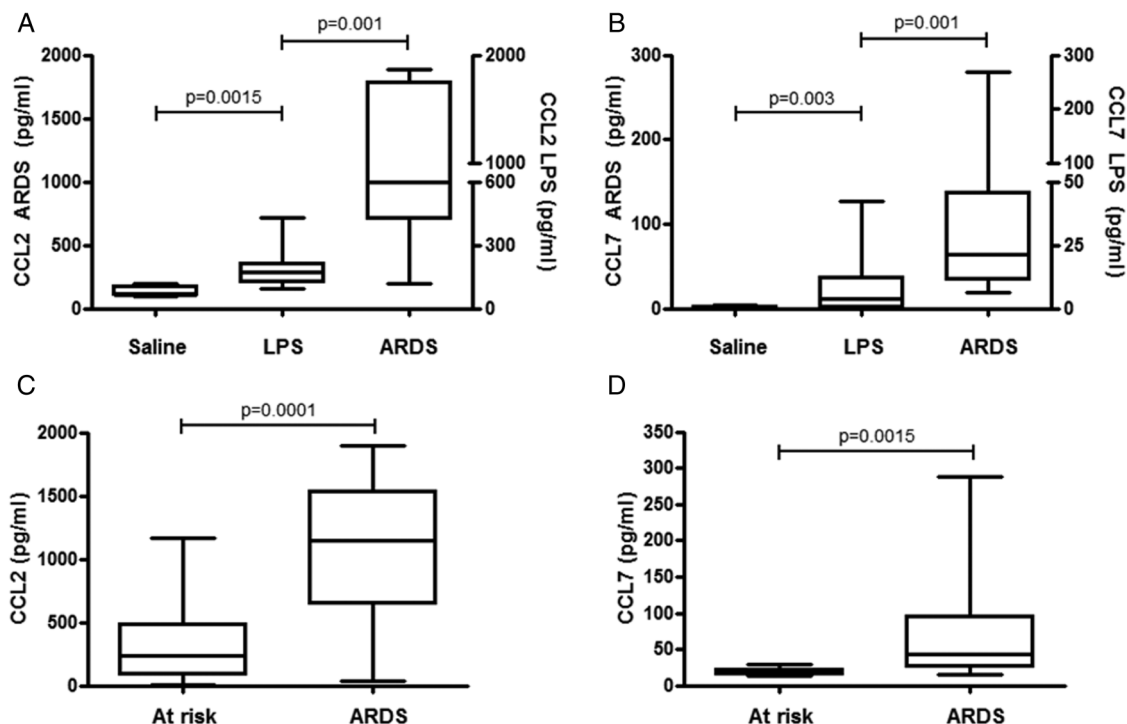 A
p=0.001
p=0.0015
2000
1500
1000
500
0
CCL2 ARDS (pg/ml)
2000
1000
600
300
0
CCL2 LPS (pg/ml)
Saline
LPS
ARDS
B
p=0.001
p=0.003
300
200
100
0
CCL7 ARDS (pg/ml)
300
200
100
50
25
0
CCL7 LPS (pg/ml)
Saline
LPS
ARDS
C
p=0.0001
2000
1500
1000
500
0
CCL2 (pg/ml)
At risk
ARDS
D
p=0.0015
350
300
250
200
150
100
50
0
CCL7 (pg/ml)
At risk
ARDS